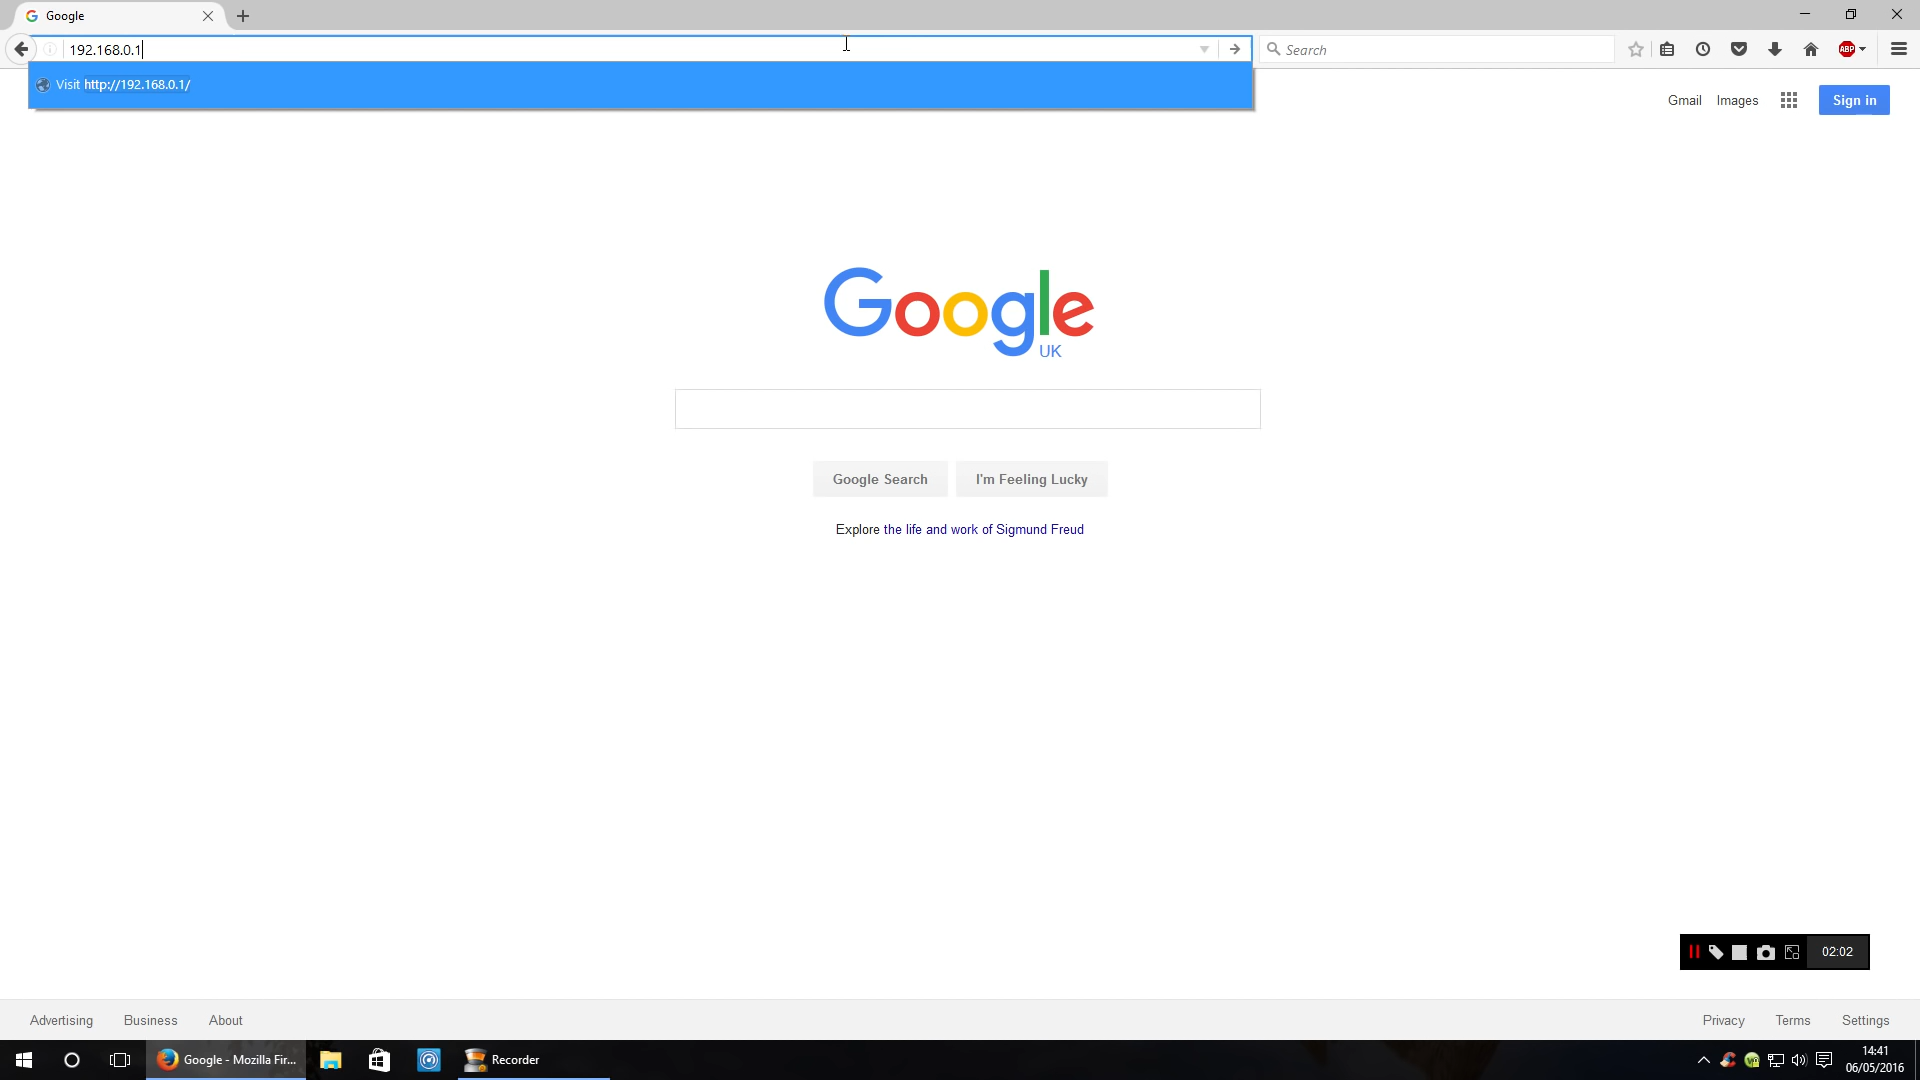 Google
192.168.0.1
Search
ABP
Visit http://192.168.0.1/
Gmail Images Sign in
Google
UK
Google Search I'm Feeling Lucky
Explore the life and work of Sigmund Freud
02:02
Advertising Business About Privacy Terms Settings
Google - Mozilla Fir... Recorder
14:41
06/05/2016